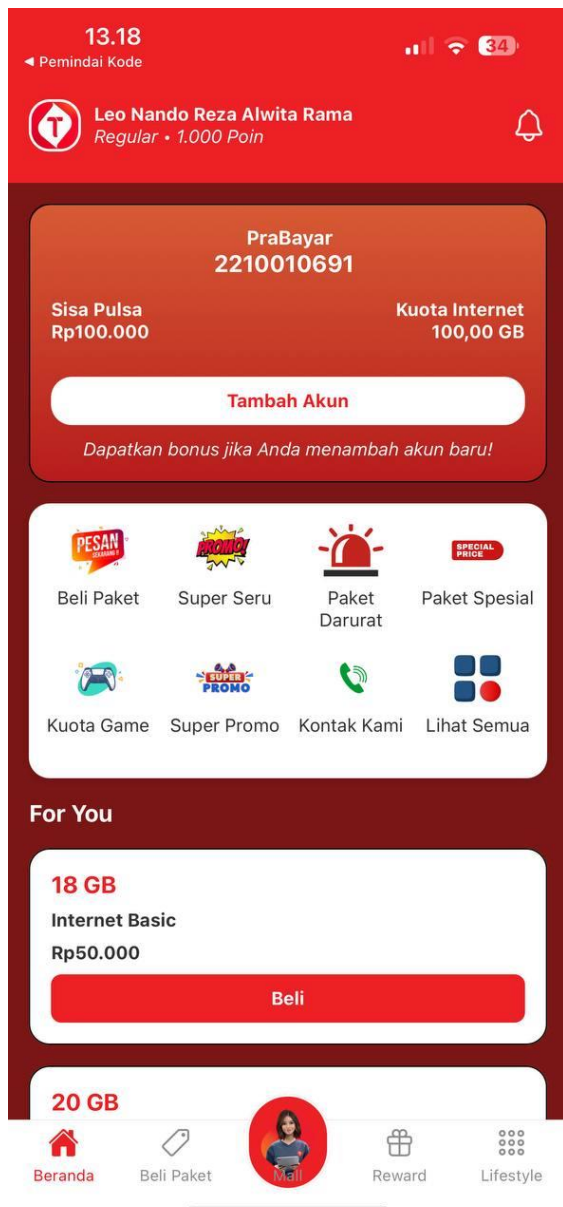 13.18
◀ Pemindai Kode
34
T
Leo Nando Reza Alwita Rama
Regular • 1.000 Poin
PraBayar
2210010691
Sisa Pulsa
Kuota Internet
Rp100.000
100,00 GB
Tambah Akun
Dapatkan bonus jika Anda menambah akun baru!
PESAN
PROMO!
SPECIAL
PRICE
Beli Paket
Super Seru
Paket
Darurat
Paket Spesial
SUPER
PROMO
Kuota Game
Super Promo
Kontak Kami
Lihat Semua
For You
18 GB
Internet Basic
Rp50.000
Beli
20 GB
Beranda
Beli Paket
Mall
Reward
Lifestyle